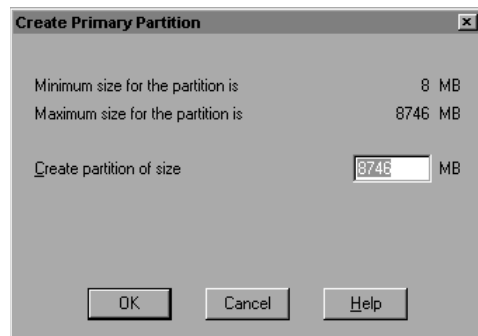 Create Primary Partition
Minimum size for the partition is 8 MB
Maximum size for the partition is 8746 MB
Create partition of size 8746 MB
OK Cancel Help